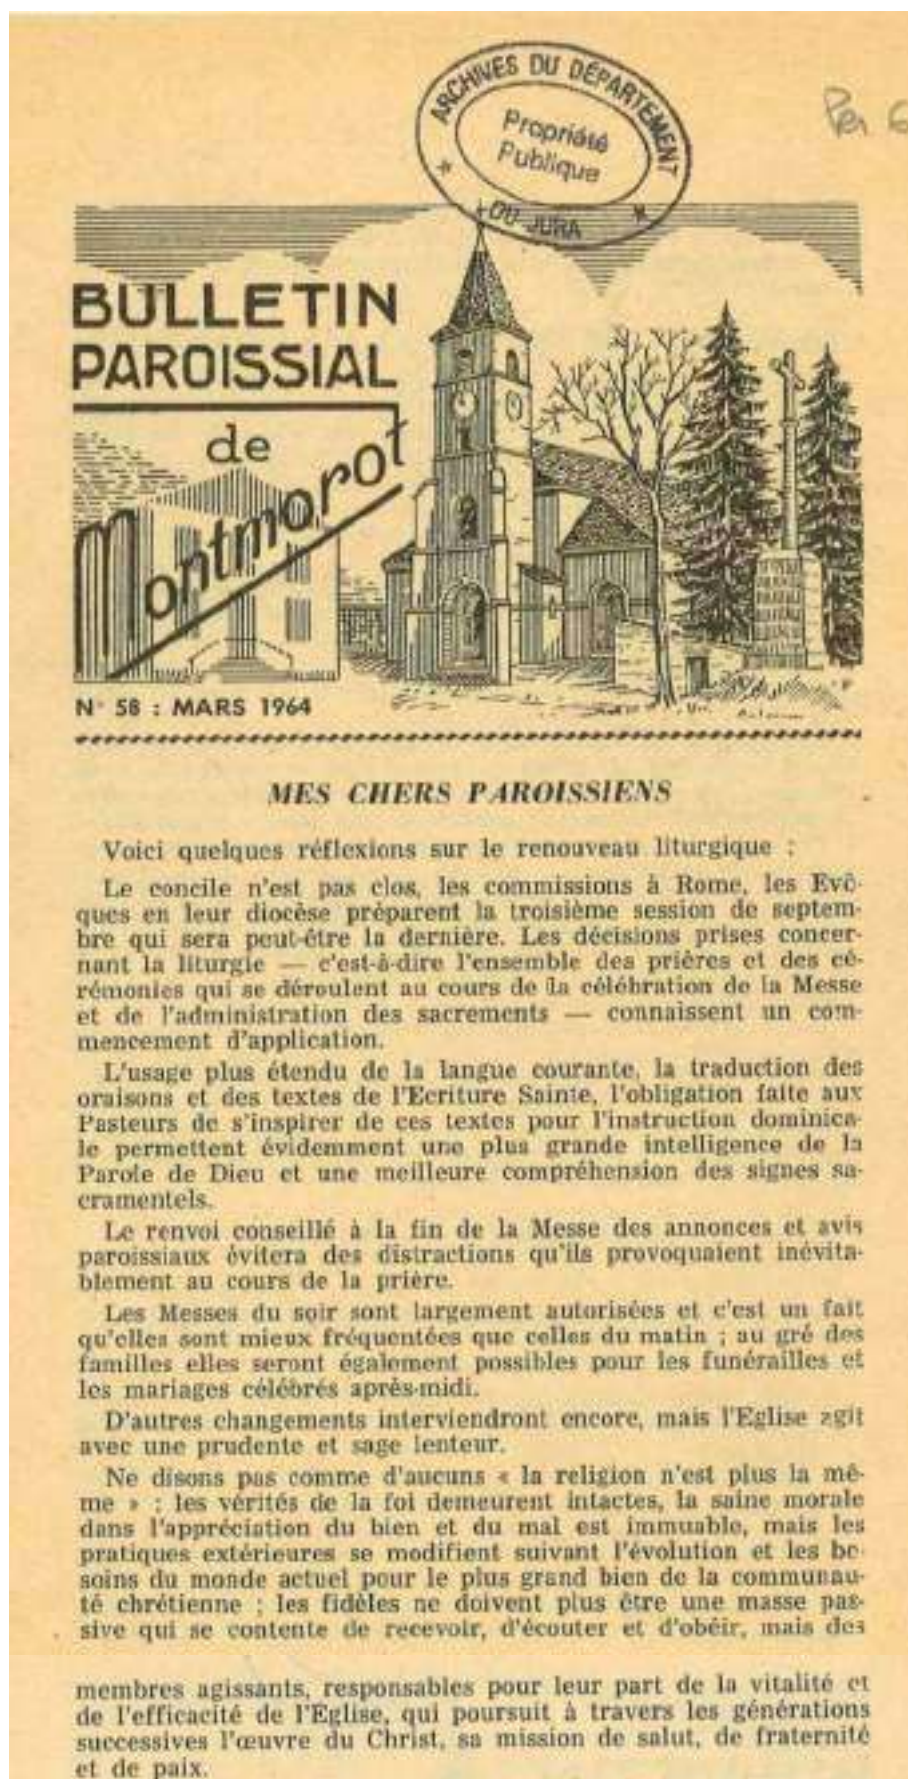 ARCHIVES DU DÉPARTEMENT
Propriété
Publique
DU JURA
Per 6
BULLETIN
PAROISSIAL
de
Montmorot
N° 58 : MARS 1964
MES CHERS PAROISSIENS
Voici quelques réflexions sur le renouveau liturgique :
Le concile n'est pas clos, les commissions à Rome, les Evê-
ques en leur diocèse préparent la troisième session de septem-
bre qui sera peut-être la dernière. Les décisions prises concer-
nant la liturgie — c'est-à-dire l'ensemble des prières et des cé-
rémonies qui se déroulent au cours de la célébration de la Messe
et de l'administration des sacrements — connaissent un com-
mencement d'application.
L'usage plus étendu de la langue courante, la traduction des
oraisons et des textes de l'Ecriture Sainte, l'obligation faite aux
Pasteurs de s'inspirer de ces textes pour l'instruction dominica-
le permettent évidemment une plus grande intelligence de la
Parole de Dieu et une meilleure compréhension des signes sa-
cramentels.
Le renvoi conseillé à la fin de la Messe des annonces et avis
paroissiaux évitera des distractions qu'ils provoquaient inévita-
blement au cours de la prière.
Les Messes du soir sont largement autorisées et c'est un fait
qu'elles sont mieux fréquentées que celles du matin ; au gré des
familles elles seront également possibles pour les funérailles et
les mariages célébrés après-midi.
D'autres changements interviendront encore, mais l'Eglise agit
avec une prudente et sage lenteur.
Ne disons pas comme d'aucuns « la religion n'est plus la mê-
me » : les vérités de la foi demeurent intactes, la saine morale
dans l'appréciation du bien et du mal est immuable, mais les
pratiques extérieures se modifient suivant l'évolution et les be-
soins du monde actuel pour le plus grand bien de la communau-
té chrétienne ; les fidèles ne doivent plus être une masse pas-
sive qui se contente de recevoir, d'écouter et d'obéir, mais des
membres agissants, responsables pour leur part de la vitalité et
de l'efficacité de l'Eglise, qui poursuit à travers les générations
successives l'œuvre du Christ, sa mission de salut, de fraternité
et de paix.